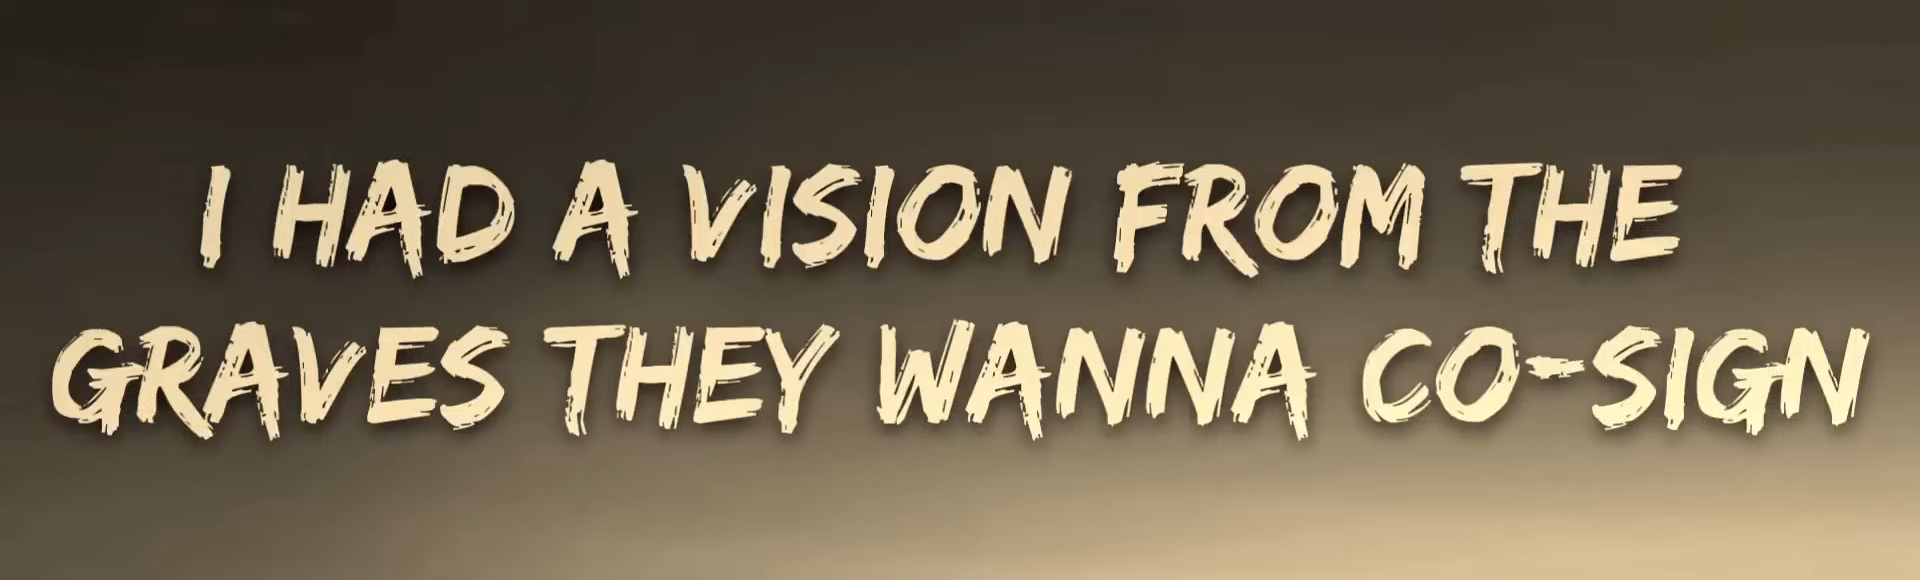 I HAD A VISION FROM THE
GRAVES THEY WANNA CO-SIGN